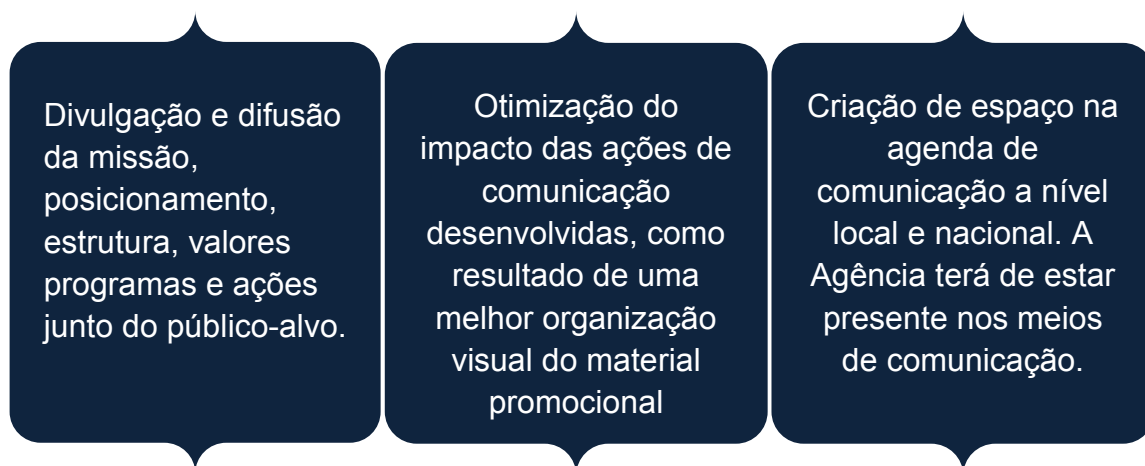 Divulgação e difusão
da missão,
posicionamento,
estrutura, valores
programas e ações
junto do público-alvo.
Otimização do
impacto das ações de
comunicação
desenvolvidas, como
resultado de uma
melhor organização
visual do material
promocional
Criação de espaço na
agenda de
comunicação a nível
local e nacional. A
Agência terá de estar
presente nos meios
de comunicação.